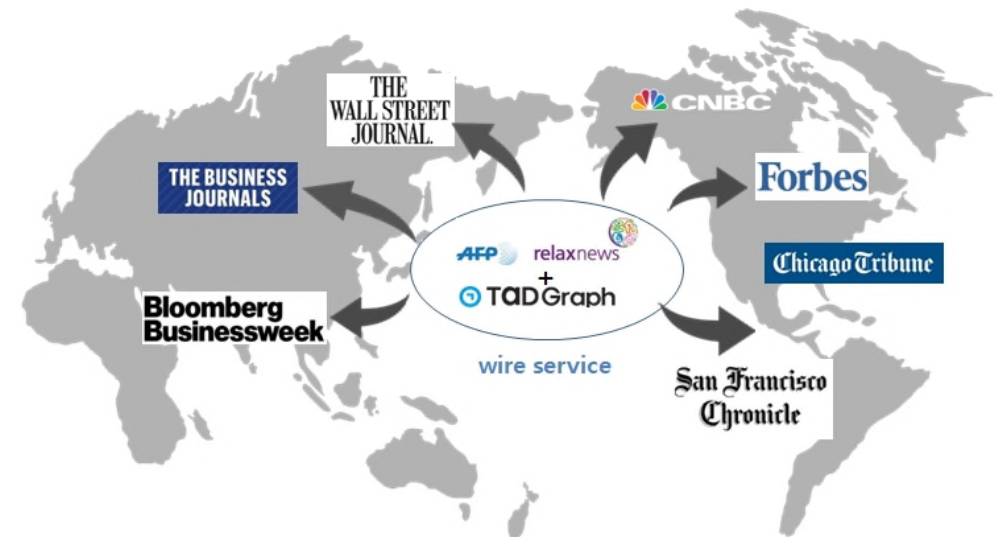 THE
WALL STREET
JOURNAL.
CNBC
THE BUSINESS
JOURNALS
Forbes
AFP relaxnews
+
TADGraph
Chicago Tribune
Bloomberg
Businessweek
wire service
San Francisco
Chronicle